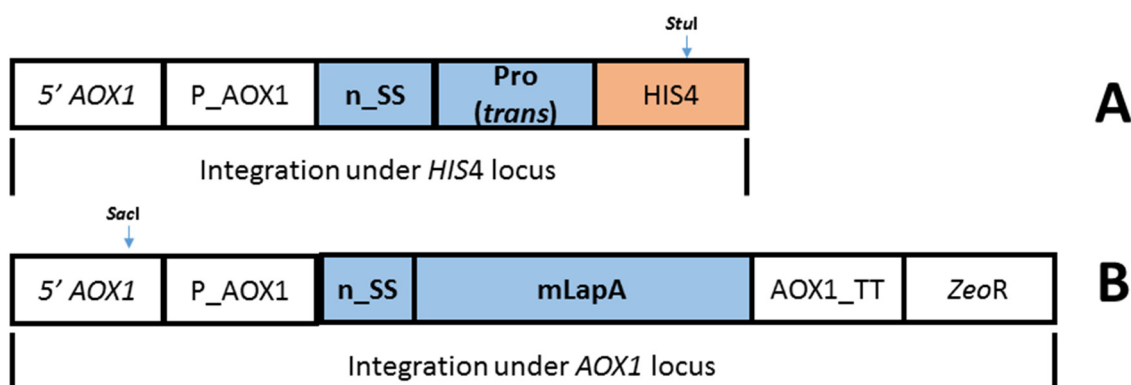 StuI
5' AOX1 P_AOX1 n_SS Pro (trans) HIS4
A
Integration under HIS4 locus
SacI
5' AOX1 P_AOX1 n_SS mLapA AOX1_TT ZeoR
B
Integration under AOX1 locus